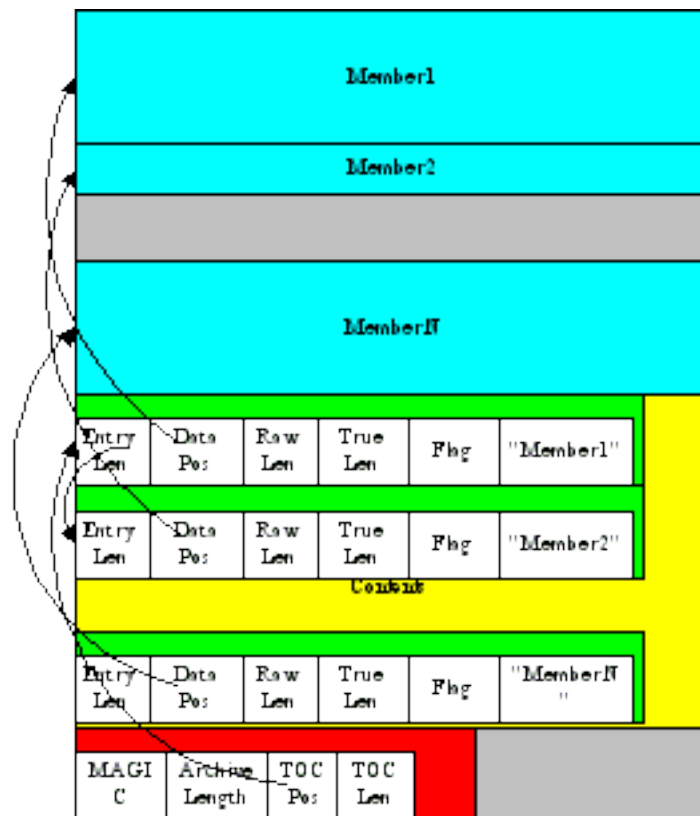 Member1
Member2
MemberN
Entry Len
Data Pos
Raw Len
True Len
Flag
"Member1"
Entry Len
Data Pos
Raw Len
True Len
Flag
"Member2"
Contents
Entry Len
Data Pos
Raw Len
True Len
Flag
"MemberN
"
MAGI
C
Archive
Length
TOC
Pos
TOC
Len